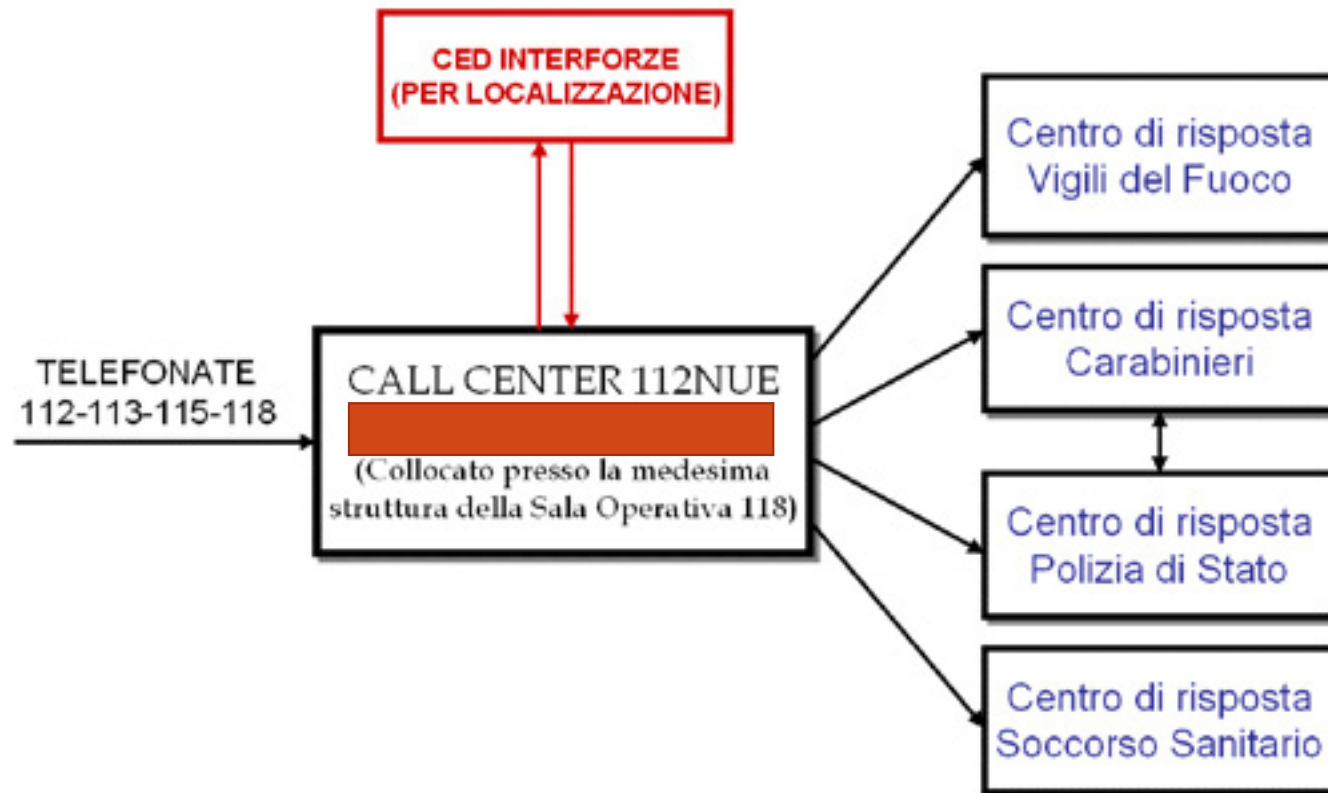 CED INTERFORZE
(PER LOCALIZZAZIONE)
TELEFONATE
112-113-115-118
CALL CENTER 112NUE
(Collocato presso la medesima
struttura della Sala Operativa 118)
Centro di risposta
Vigili del Fuoco
Centro di risposta
Carabinieri
Centro di risposta
Polizia di Stato
Centro di risposta
Soccorso Sanitario